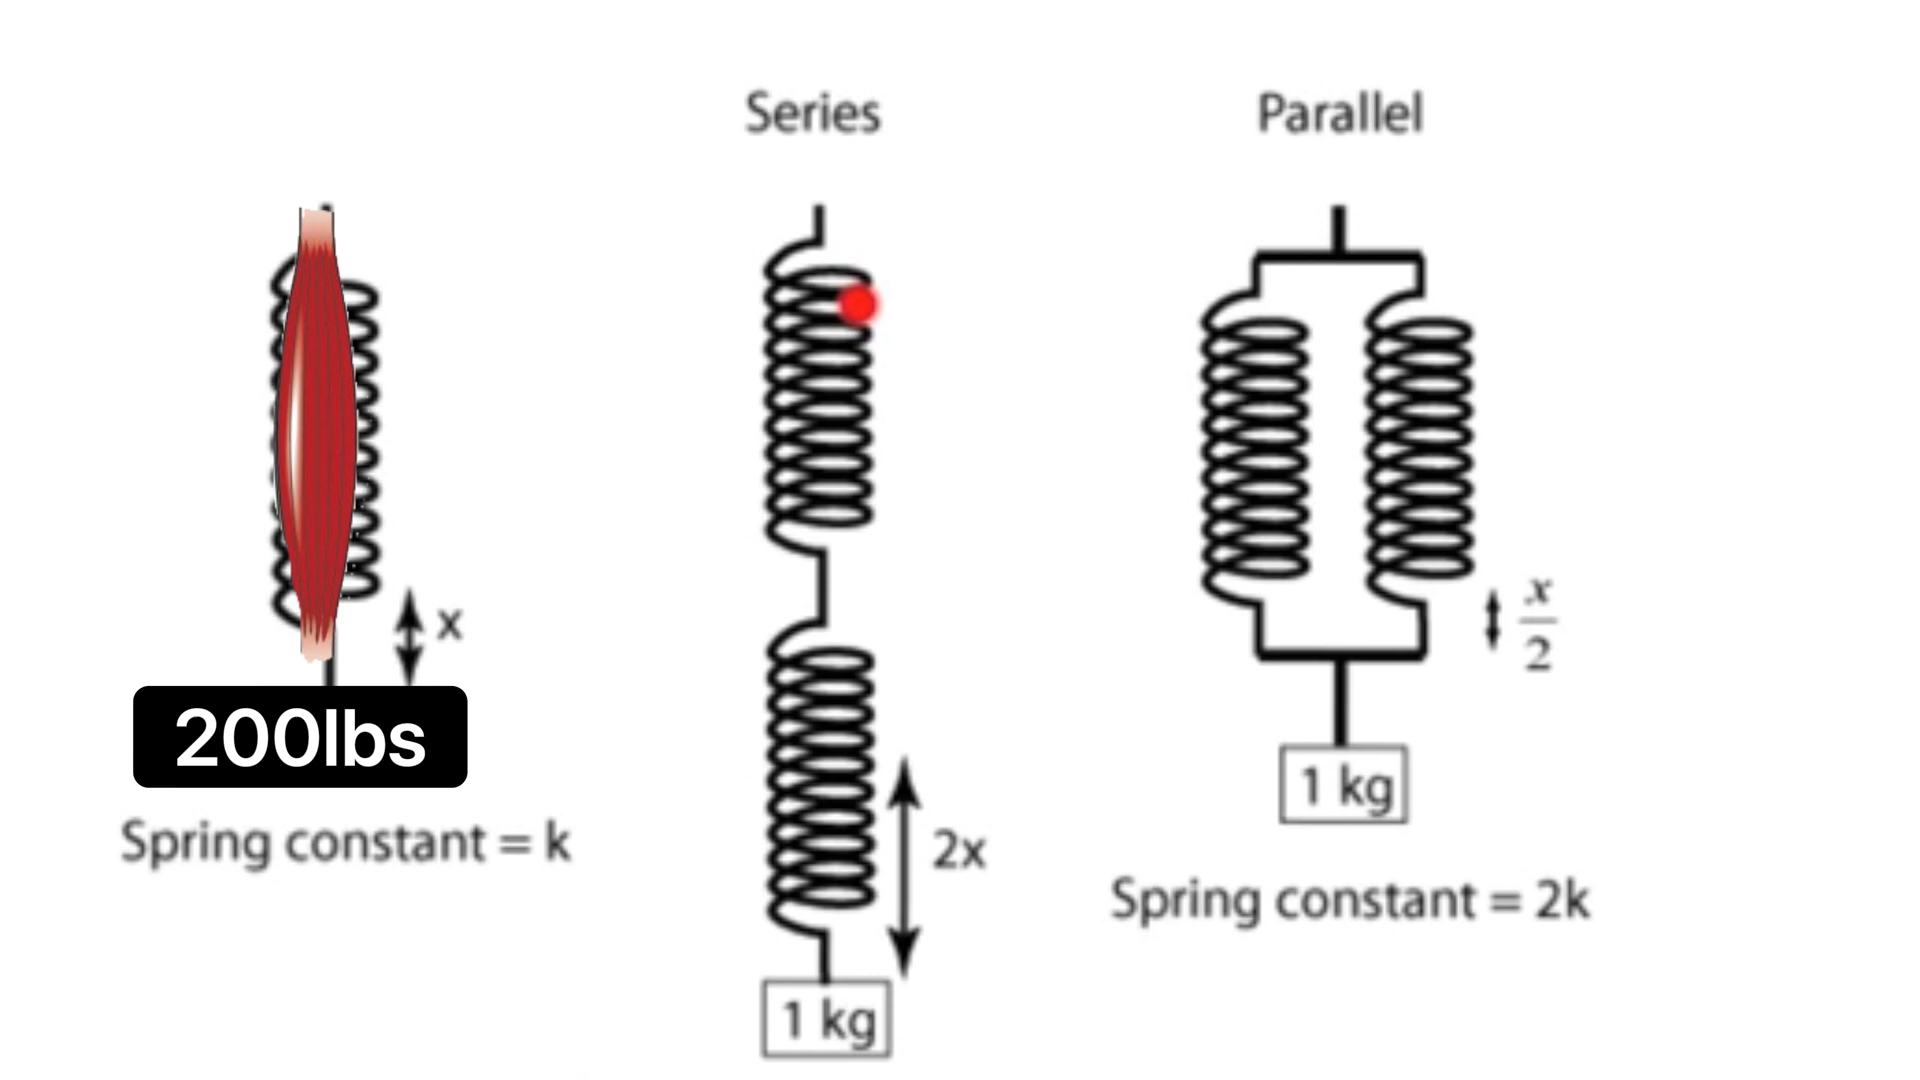 Series
Parallel
x
200lbs
Spring constant = k
2x
1 kg
x
2
1 kg
Spring constant = 2k